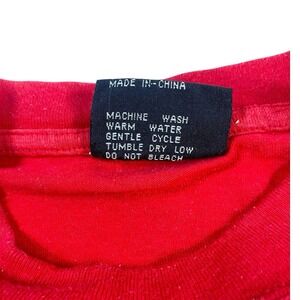 MADE IN-CHINA
MACHINE WASH
WARM WATER
GENTLE CYCLE
TUMBLE DRY LOW
DO NOT BLEACH